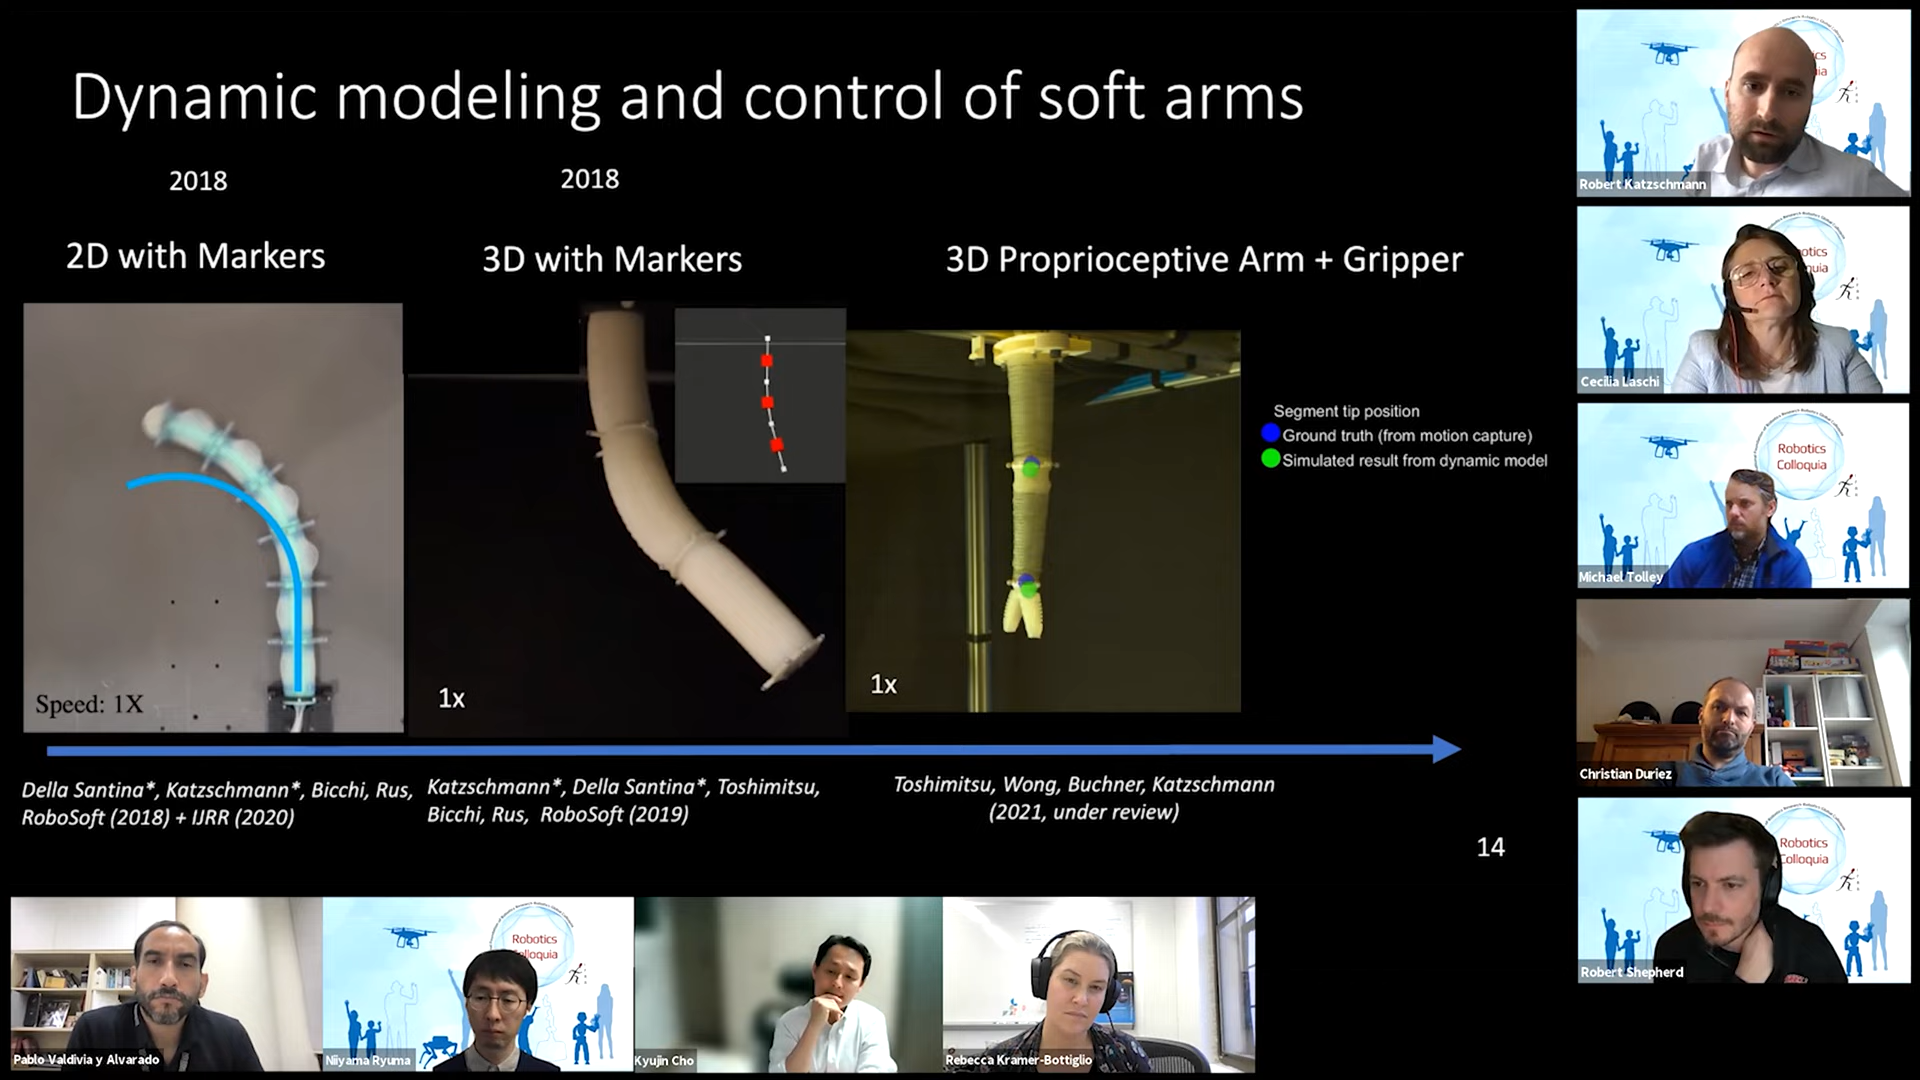 Dynamic modeling and control of soft arms
2018
2018
2D with Markers
3D with Markers
3D Proprioceptive Arm + Gripper
Speed: 1X
1x
1x
Segment tip position
Ground truth (from motion capture)
Simulated result from dynamic model
Della Santina*, Katzschmann*, Bicchi, Rus,
RoboSoft (2018) + IJRR (2020)
Katzschmann*, Della Santina*, Toshimitsu,
Bicchi, Rus, RoboSoft (2019)
Toshimitsu, Wong, Buchner, Katzschmann
(2021, under review)
14
Robert Katzschmann
Cecilia Laschi
Robotics
Colloquia
Michael Tolley
Christian Duriez
Robotics
Colloquia
Robert Shepherd
Pablo Valdivia y Alvarado
Robotics
Colloquia
Niiyama Ryuma
Kyujin Cho
Rebecca Kramer-Bottiglio